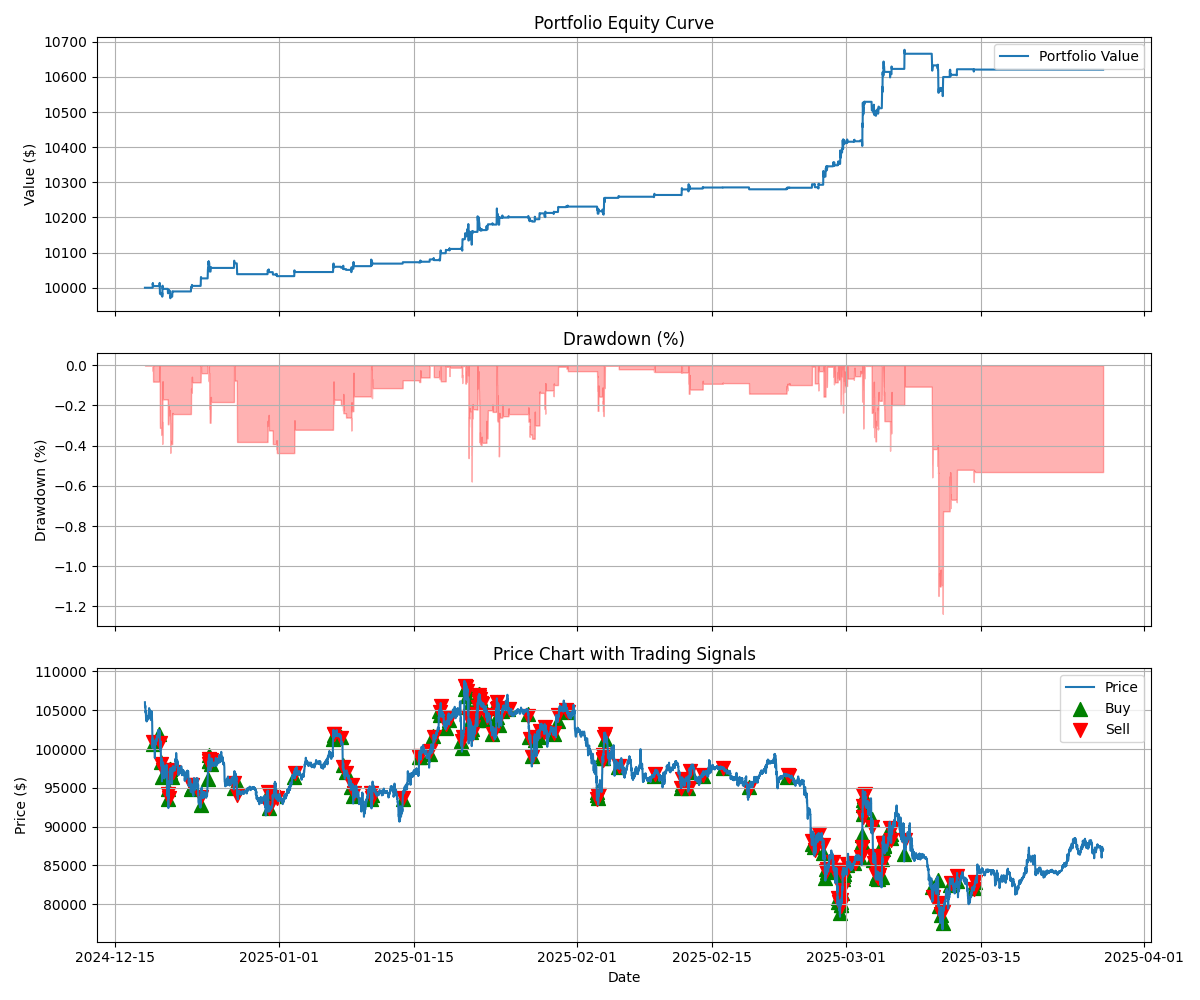 Portfolio Equity Curve
10700
10600
10500
10400
10300
10200
10100
10000
Value ($)
Portfolio Value
Drawdown (%)
0.0
−0.2
−0.4
−0.6
−0.8
−1.0
−1.2
Drawdown (%)
Price Chart with Trading Signals
110000
105000
100000
95000
90000
85000
80000
Price ($)
Price
Buy
Sell
2024-12-15 2025-01-01 2025-01-15 2025-02-01 2025-02-15 2025-03-01 2025-03-15 2025-04-01
Date